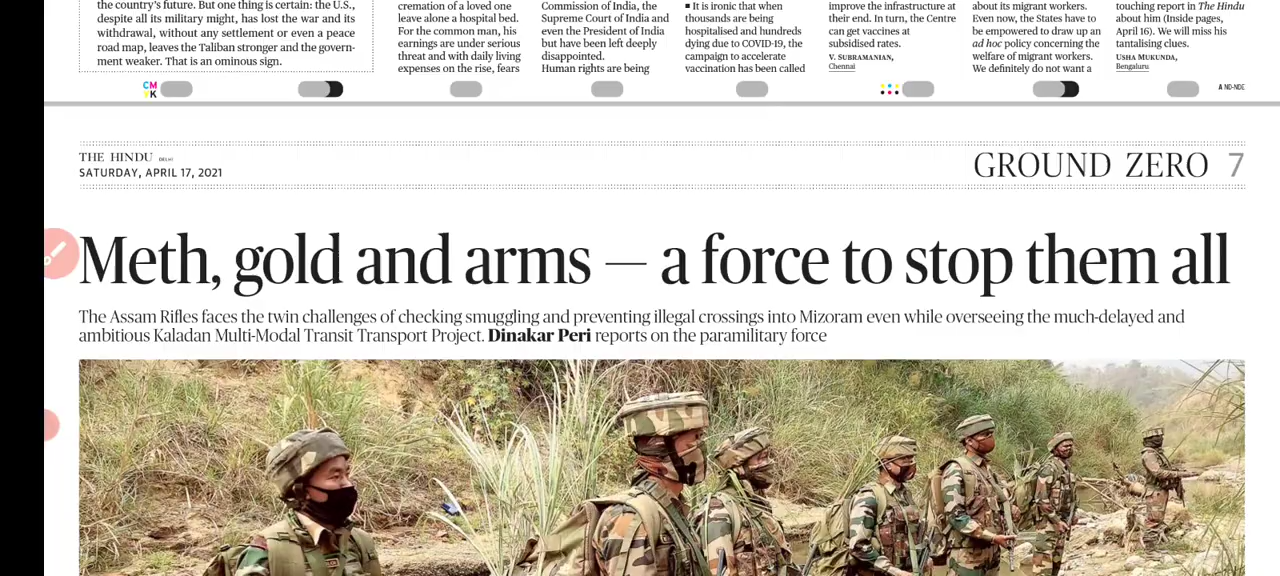 the country's future. But one thing is certain: the U.S.,
despite all its military might, has lost the war and its
withdrawal, without any settlement or even a peace
road map, leaves the Taliban stronger and the govern-
ment weaker. That is an ominous sign.
cremation of a loved one
leave alone a hospital bed.
For the common man, his
earnings are under serious
threat and with daily living
expenses on the rise, fears
Commission of India, the
Supreme Court of India and
even the President of India
but have been left deeply
disappointed.
Human rights are being
■ It is ironic that when
thousands are being
hospitalised and hundreds
dying due to COVID-19, the
campaign to accelerate
vaccination has been called
improve the infrastructure at
their end. In turn, the Centre
can get vaccines at
subsidised rates.
V. SUBRAMANIAN,
Chennai
about its migrant workers.
Even now, the States have to
be empowered to draw up an
ad hoc policy concerning the
welfare of migrant workers.
We definitely do not want a
touching report in The Hindu
about him (Inside pages,
April 16). We will miss his
tantalising clues.
USHA MUKUNDA,
Bengaluru
CM
YK
A ND-NDE
THE HINDU DELHI
SATURDAY, APRIL 17, 2021
GROUND ZERO 7
Meth, gold and arms — a force to stop them all
The Assam Rifles faces the twin challenges of checking smuggling and preventing illegal crossings into Mizoram even while overseeing the much-delayed and
ambitious Kaladan Multi-Modal Transit Transport Project. Dinakar Peri reports on the paramilitary force